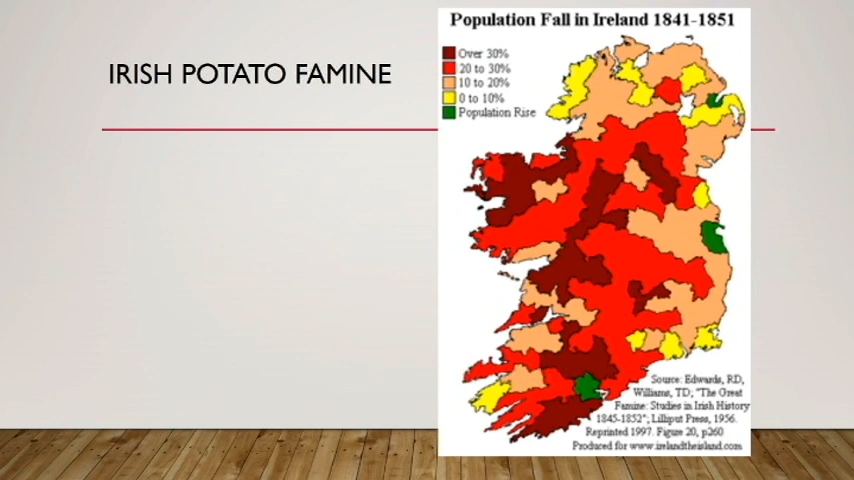 IRISH POTATO FAMINE
Population Fall in Ireland 1841-1851
Over 30%
20 to 30%
10 to 20%
0 to 10%
Population Rise
Source: Edwards, RD,
Williams, TD; "The Great
Famine: Studies in Irish History
1845-1852"; Lilliput Press, 1956.
Reprinted 1997. Figure 20, p260
Produced for www.irelandtheisland.com